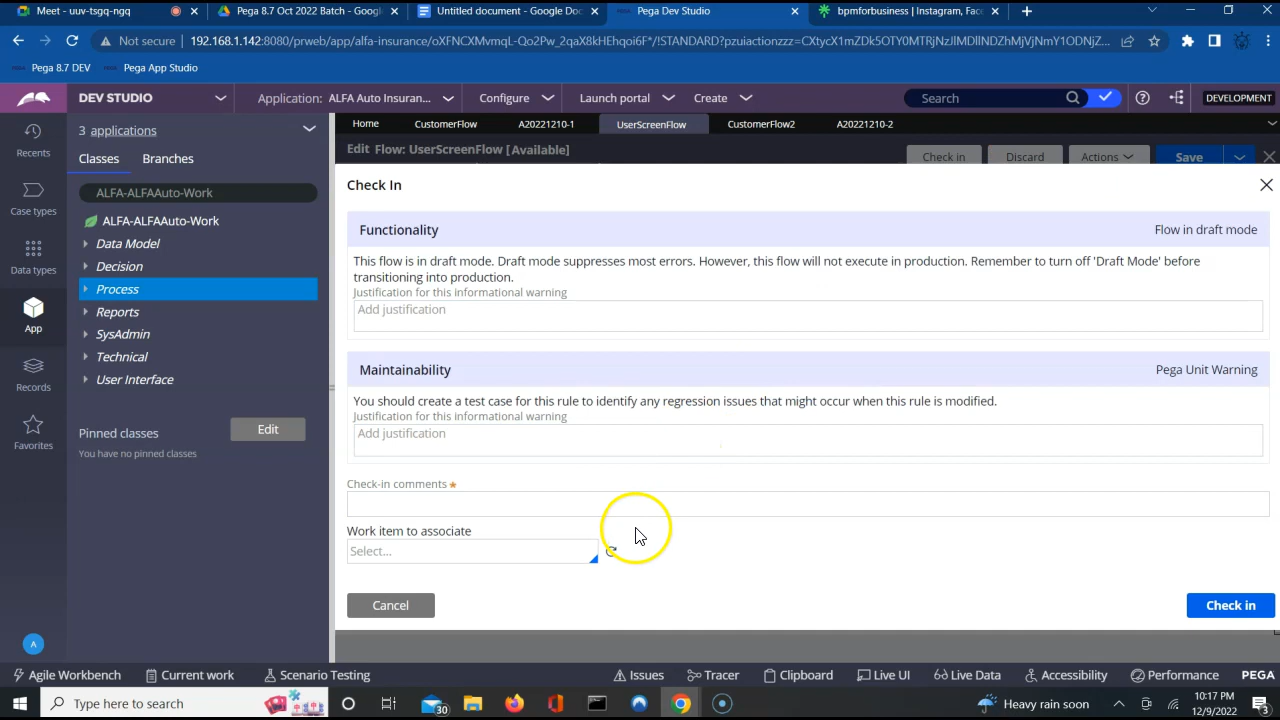 Meet - uuv-tsgq-nqq
Pega 8.7 Oct 2022 Batch - Googl
Untitled document - Google Doc
Pega Dev Studio
bpmforbusiness | Instagram, Fac
Not secure 192.168.1.142:8080/prweb/app/alfa-insurance/
Pega 8.7 DEV
Pega App Studio
DEV STUDIO
Application: ALFA Auto Insuran...
Configure
Launch portal
Create
Search
DEVELOPMENT
3 applications
Home
CustomerFlow
A20221210-1
UserScreenFlow
CustomerFlow2
A20221210-2
Recents
Classes
Branches
Edit Flow: UserScreenFlow [Available]
Check in
Discard
Actions
Save
Case types
ALFA-ALFAAuto-Work
ALFA-ALFAAuto-Work
Data Model
Decision
Process
Reports
SysAdmin
Technical
User Interface
Data types
App
Records
Favorites
Pinned classes
Edit
You have no pinned classes
A
Check In
Functionality
Flow in draft mode
This flow is in draft mode. Draft mode suppresses most errors. However, this flow will not execute in production. Remember to turn off 'Draft Mode' before
transitioning into production.
Justification for this informational warning
Add justification
Maintainability
Pega Unit Warning
You should create a test case for this rule to identify any regression issues that might occur when this rule is modified.
Justification for this informational warning
Add justification
Check-in comments
Work item to associate
Select...
Cancel
Check in
Agile Workbench
Current work
Scenario Testing
Issues
Tracer
Clipboard
Live UI
Live Data
Accessibility
Performance
PEGA
Type here to search
30
Heavy rain soon
10:17 PM
12/9/2022
3